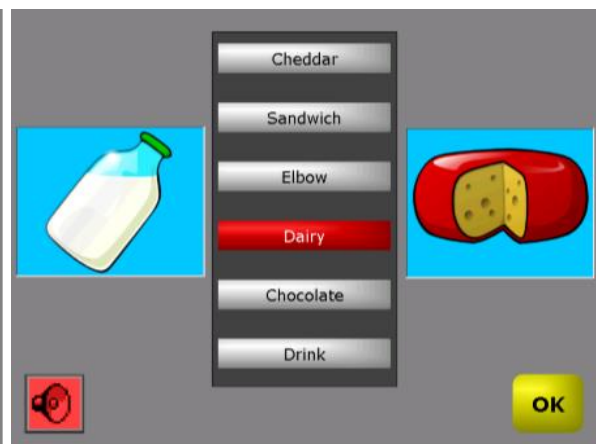 Cheddar
Sandwich
Elbow
Dairy
Chocolate
Drink
OK